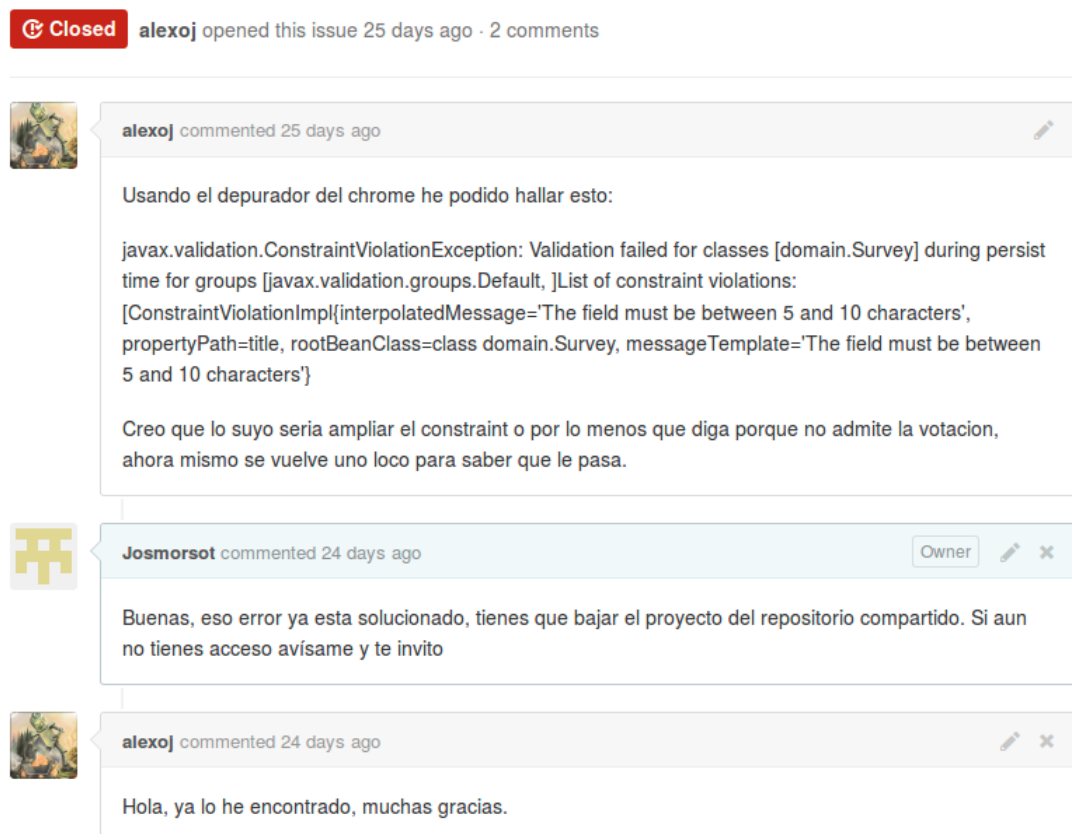 Closed alexoj opened this issue 25 days ago · 2 comments
alexoj commented 25 days ago
Usando el depurador del chrome he podido hallar esto:
javax.validation.ConstraintViolationException: Validation failed for classes [domain.Survey] during persist
time for groups [javax.validation.groups.Default, ]List of constraint violations:
[ConstraintViolationImpl{interpolatedMessage='The field must be between 5 and 10 characters',
propertyPath=title, rootBeanClass=class domain.Survey, messageTemplate='The field must be between
5 and 10 characters'}
Creo que lo suyo seria ampliar el constraint o por lo menos que diga porque no admite la votacion,
ahora mismo se vuelve uno loco para saber que le pasa.
Josmorsot commented 24 days ago Owner
Buenas, eso error ya esta solucionado, tienes que bajar el proyecto del repositorio compartido. Si aun
no tienes acceso avísame y te invito
alexoj commented 24 days ago
Hola, ya lo he encontrado, muchas gracias.